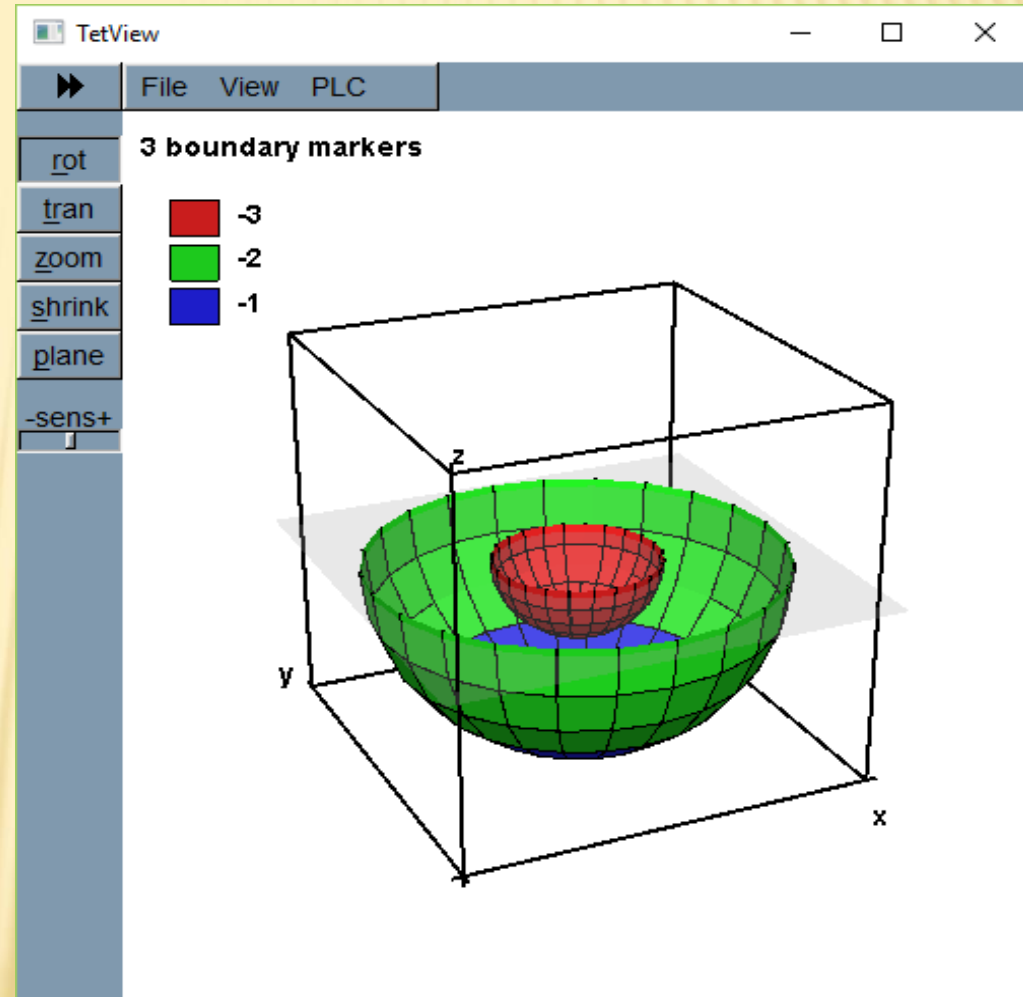 TetView
File View PLC
rot
tran
zoom
shrink
plane
-sens+
3 boundary markers
-3
-2
-1
z
y
x